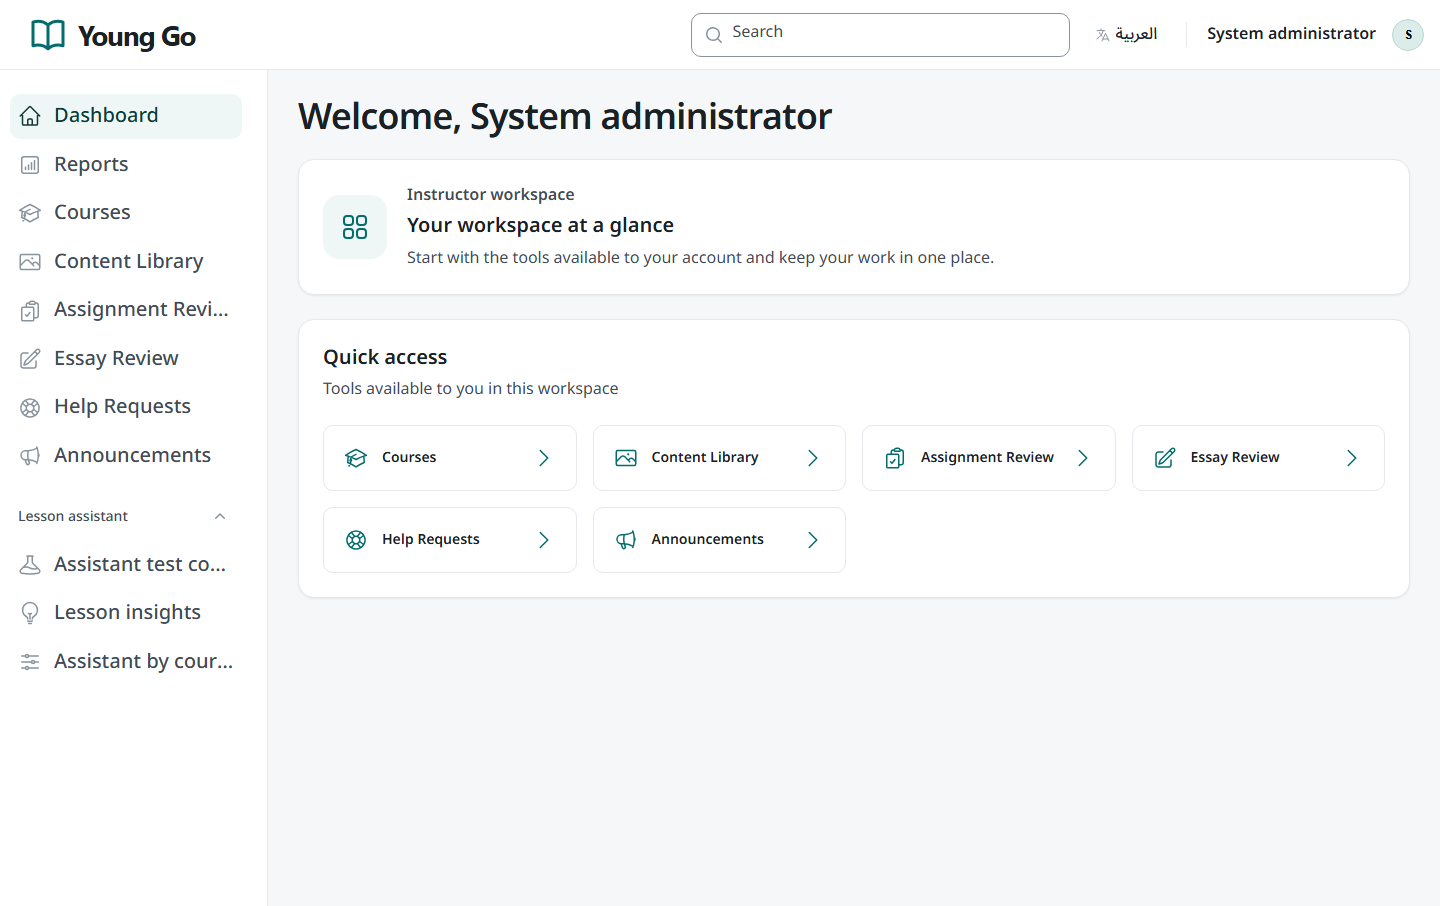 Young Go
Search
العربية
System administrator
S
Dashboard
Reports
Courses
Content Library
Assignment Revi...
Essay Review
Help Requests
Announcements
Lesson assistant
Assistant test co...
Lesson insights
Assistant by cour...
Welcome, System administrator
Instructor workspace
Your workspace at a glance
Start with the tools available to your account and keep your work in one place.
Quick access
Tools available to you in this workspace
Courses
Content Library
Assignment Review
Essay Review
Help Requests
Announcements